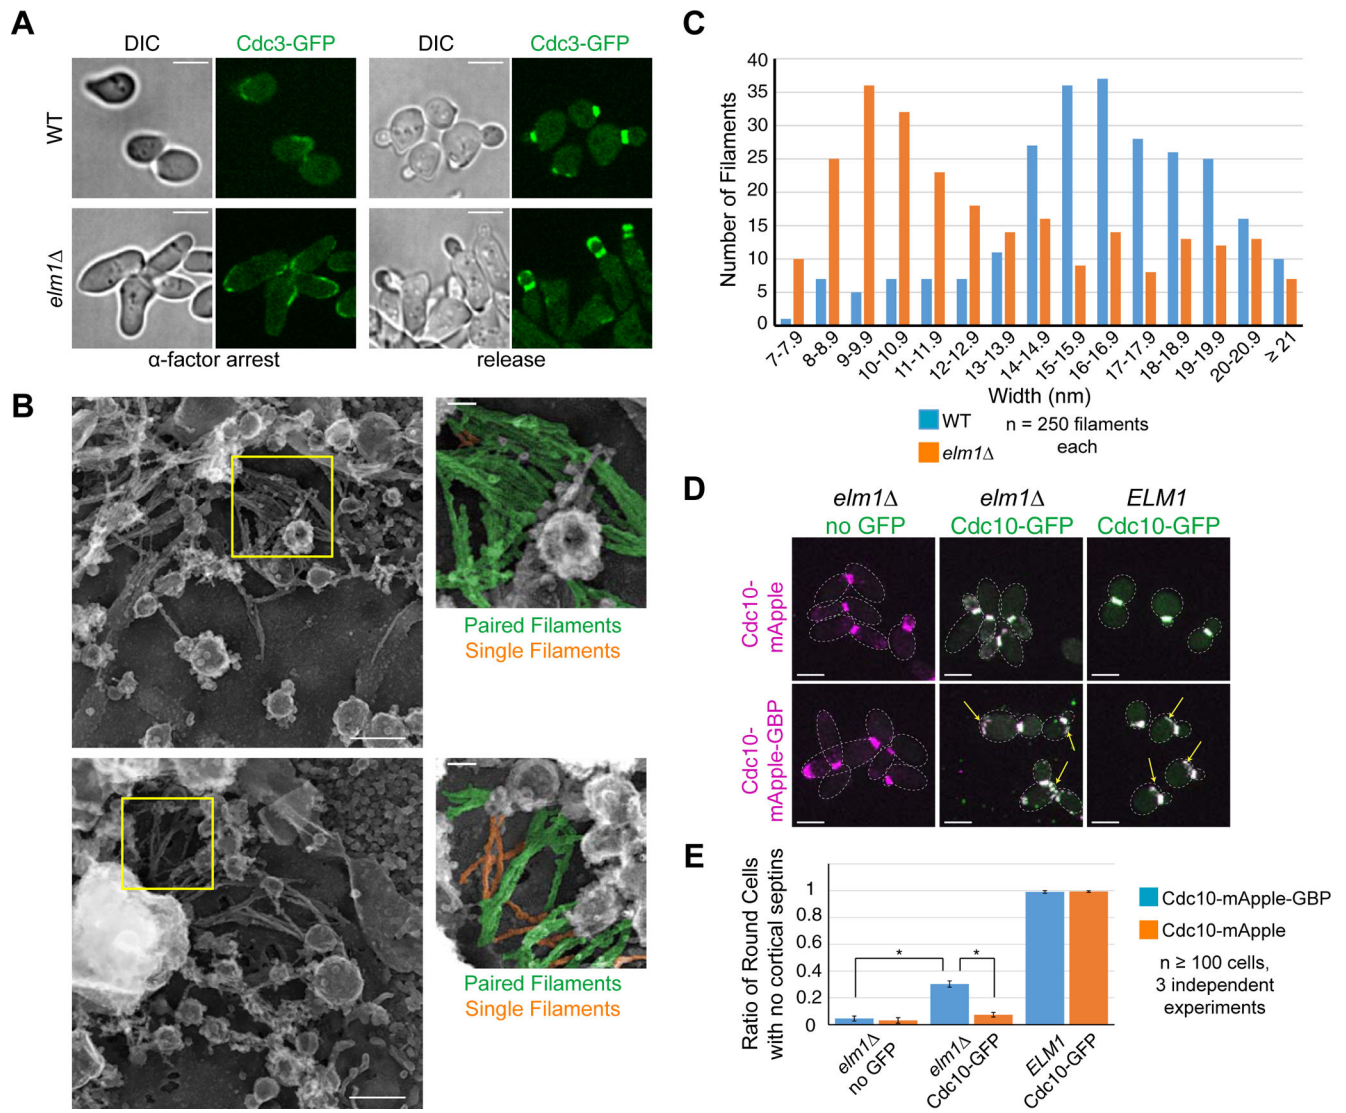 A
DIC
Cdc3-GFP
DIC
Cdc3-GFP
WT
elm1Δ
α-factor arrest
release
B
Paired Filaments
Single Filaments
Paired Filaments
Single Filaments
C
Number of Filaments
40
35
30
25
20
15
10
5
0
7-7.9
8-8.9
9-9.9
10-10.9
11-11.9
12-12.9
13-13.9
14-14.9
15-15.9
16-16.9
17-17.9
18-18.9
19-19.9
20-20.9
≥ 21
Width (nm)
WT
elm1Δ
n = 250 filaments
each
D
elm1Δ
no GFP
elm1Δ
Cdc10-GFP
ELM1
Cdc10-GFP
Cdc10-
mApple
Cdc10-
mApple-GBP
E
Ratio of Round Cells
with no cortical septins
1
0.8
0.6
0.4
0.2
0
*
*
elm1Δ
no GFP
elm1Δ
Cdc10-GFP
ELM1
Cdc10-GFP
Cdc10-mApple-GBP
Cdc10-mApple
n ≥ 100 cells,
3 independent
experiments